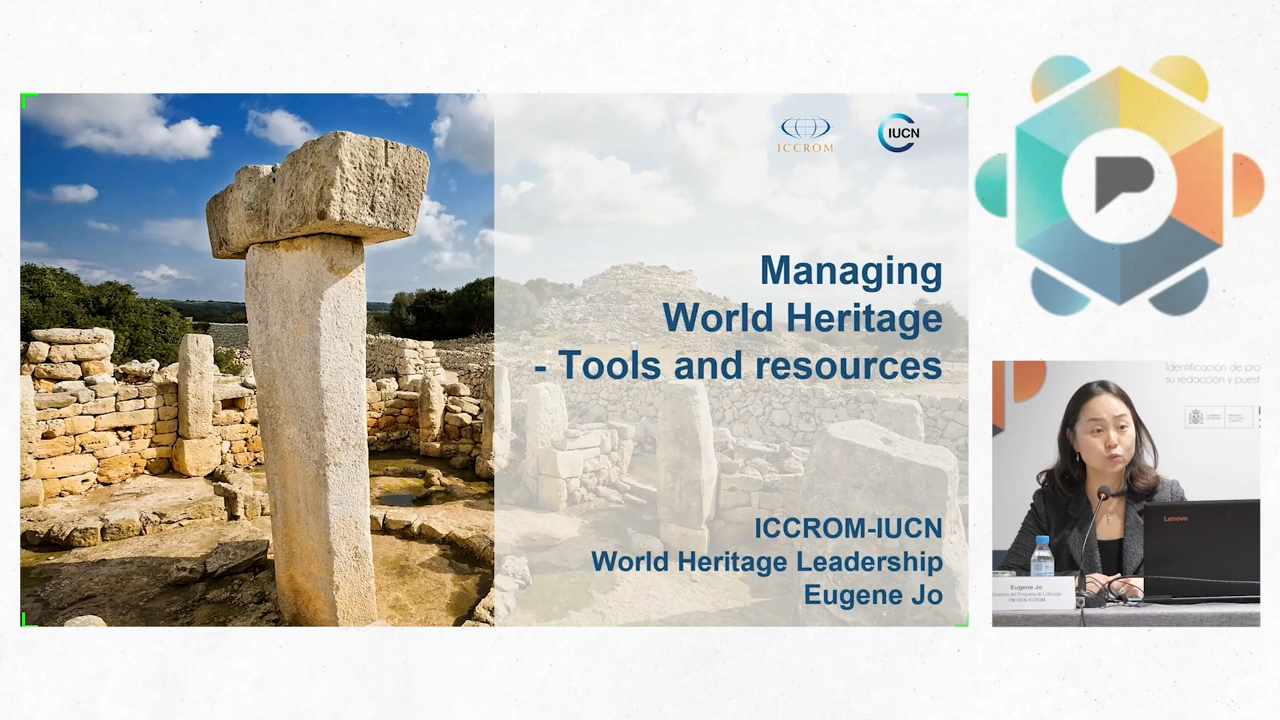 ICCROM
IUCN
Managing
World Heritage
- Tools and resources
ICCROM-IUCN
World Heritage Leadership
Eugene Jo
P
Identificación de pro
su redacción y puest
Lenovo
Eugene Jo